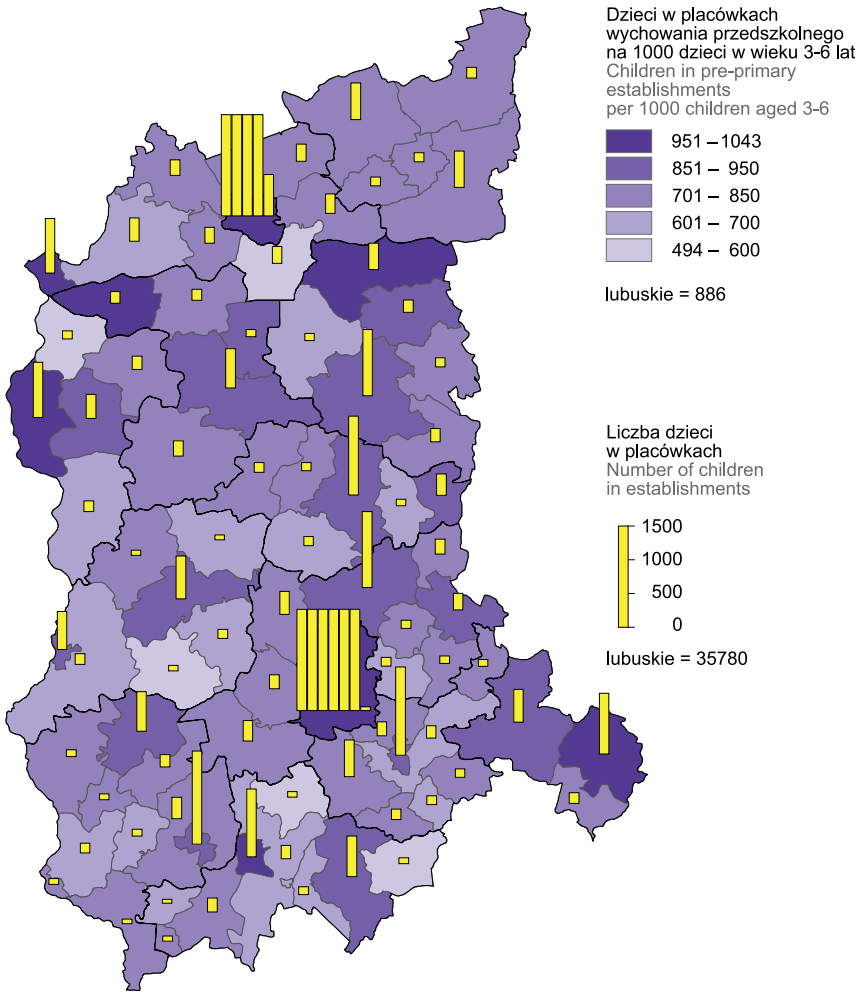 Dzieci w placówkach
wychowania przedszkolnego
na 1000 dzieci w wieku 3-6 lat
Children in pre-primary
establishments
per 1000 children aged 3-6
951 – 1043
851 – 950
701 – 850
601 – 700
494 – 600
lubuskie = 886
Liczba dzieci
w placówkach
Number of children
in establishments
1500
1000
500
0
lubuskie = 35780